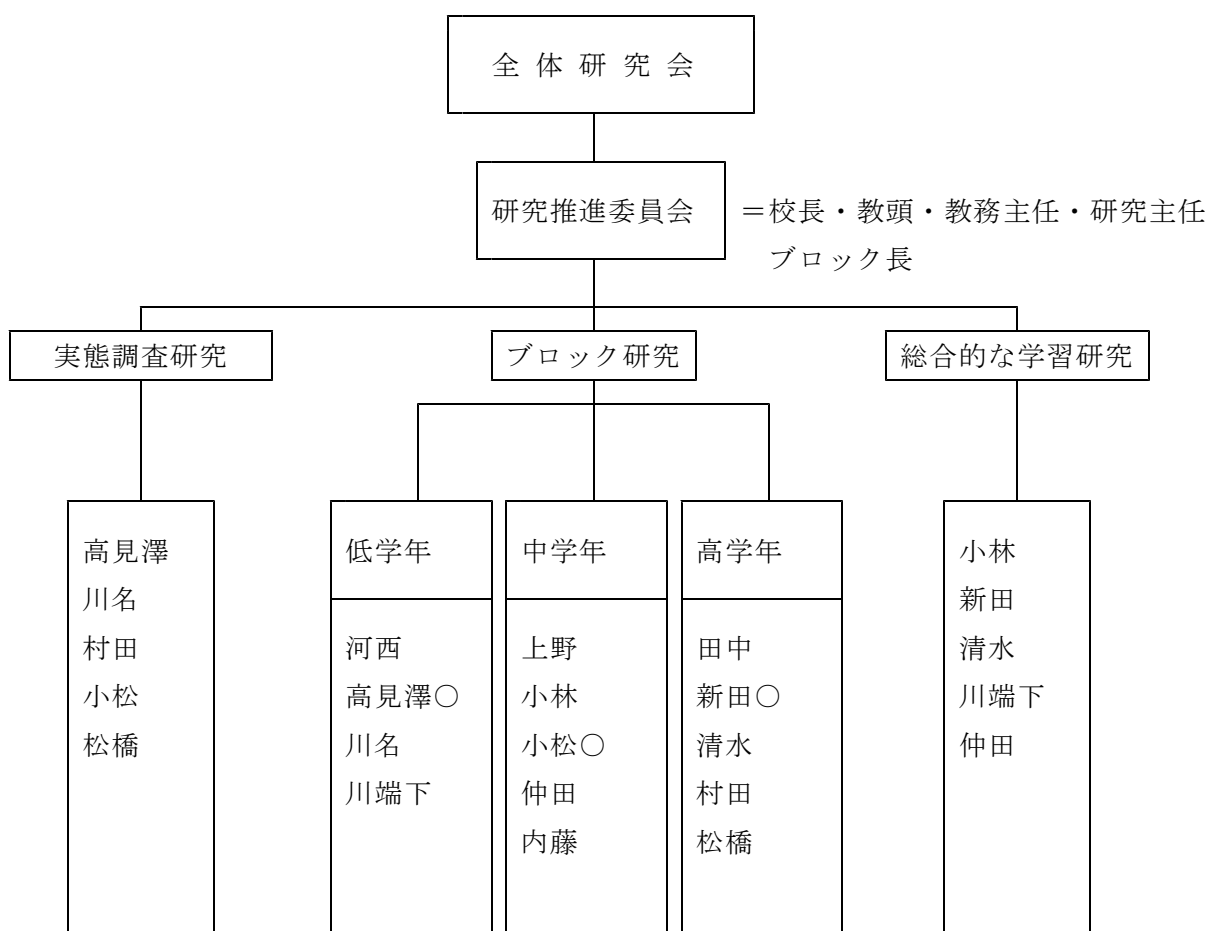 全体研究会
研究推進委員会
＝校長・教頭・教務主任・研究主任
ブロック長
実態調査研究
ブロック研究
総合的な学習研究
高見澤
川名
村田
小松
松橋
低学年
河西
高見澤○
川名
川端下
中学年
上野
小林
小松○
仲田
内藤
高学年
田中
新田○
清水
村田
松橋
小林
新田
清水
川端下
仲田